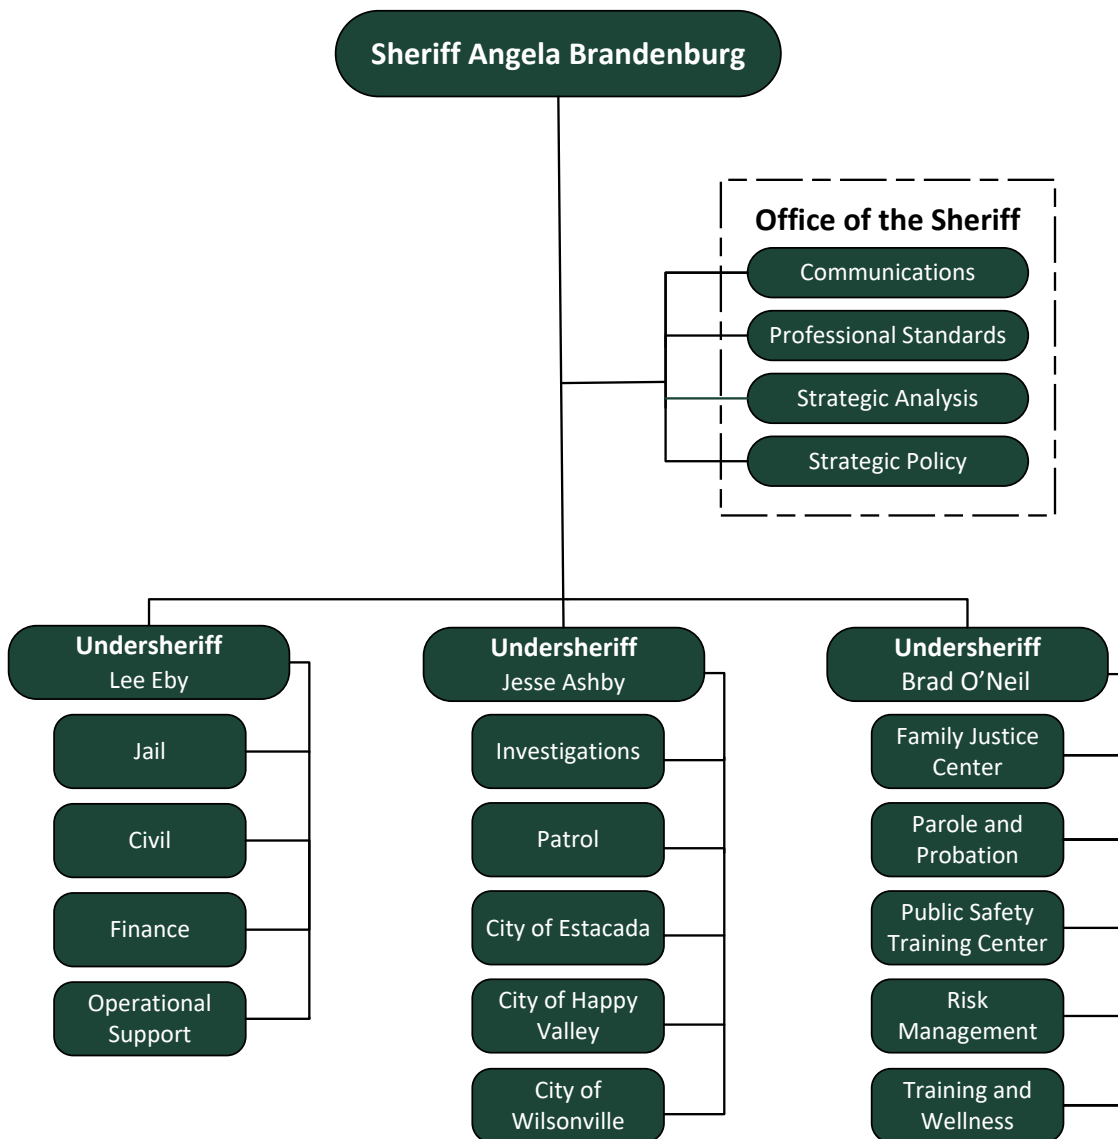 Sheriff Angela Brandenburg
Office of the Sheriff
Communications
Professional Standards
Strategic Analysis
Strategic Policy
Undersheriff
Lee Eby
Jail
Civil
Finance
Operational
Support
Undersheriff
Jesse Ashby
Investigations
Patrol
City of Estacada
City of Happy
Valley
City of
Wilsonville
Undersheriff
Brad O’Neil
Family Justice
Center
Parole and
Probation
Public Safety
Training Center
Risk
Management
Training and
Wellness